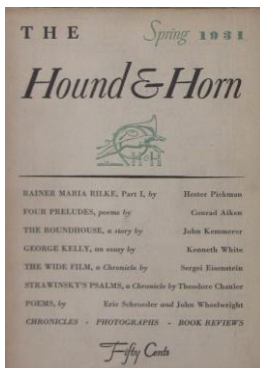 THE Spring 1931
Hound & Horn
H H
RAINER MARIA RILKE, Part I, by Hester Pickman
FOUR PRELUDES, poems by Conrad Aiken
THE ROUNDHOUSE, a story by John Kemmerer
GEORGE KELLY, an essay by Kenneth White
THE WIDE FILM, a Chronicle by Sergei Eisenstein
STRAWINSKY'S PSALMS, a Chronicle by Theodore Chanler
POEMS, by Eric Schroeder and John Wheelwright
CHRONICLES - PHOTOGRAPHS - BOOK REVIEWS
Fifty Cents